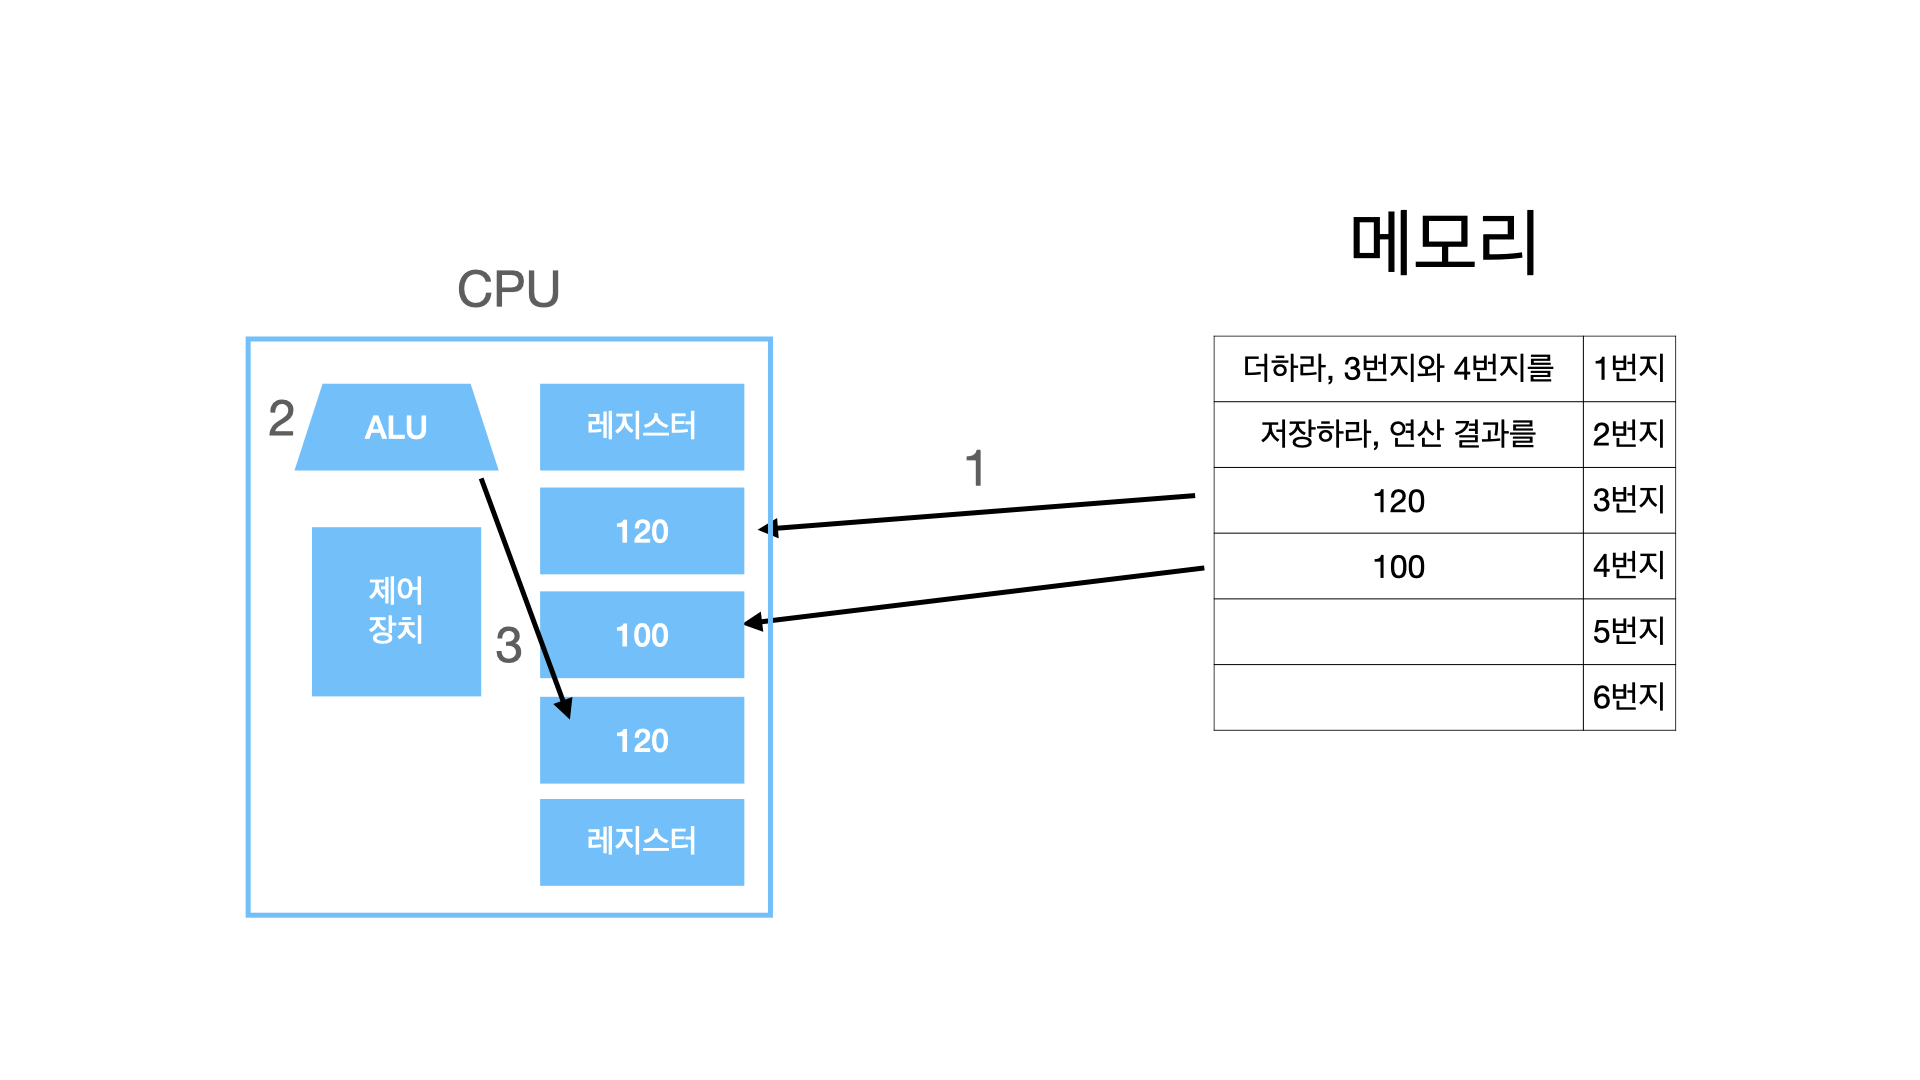 메모리
CPU
2
ALU
제어
장치
3
레지스터
120
100
120
레지스터
1
더하라, 3번지와 4번지를 1번지
저장하라, 연산 결과를 2번지
120 3번지
100 4번지
5번지
6번지